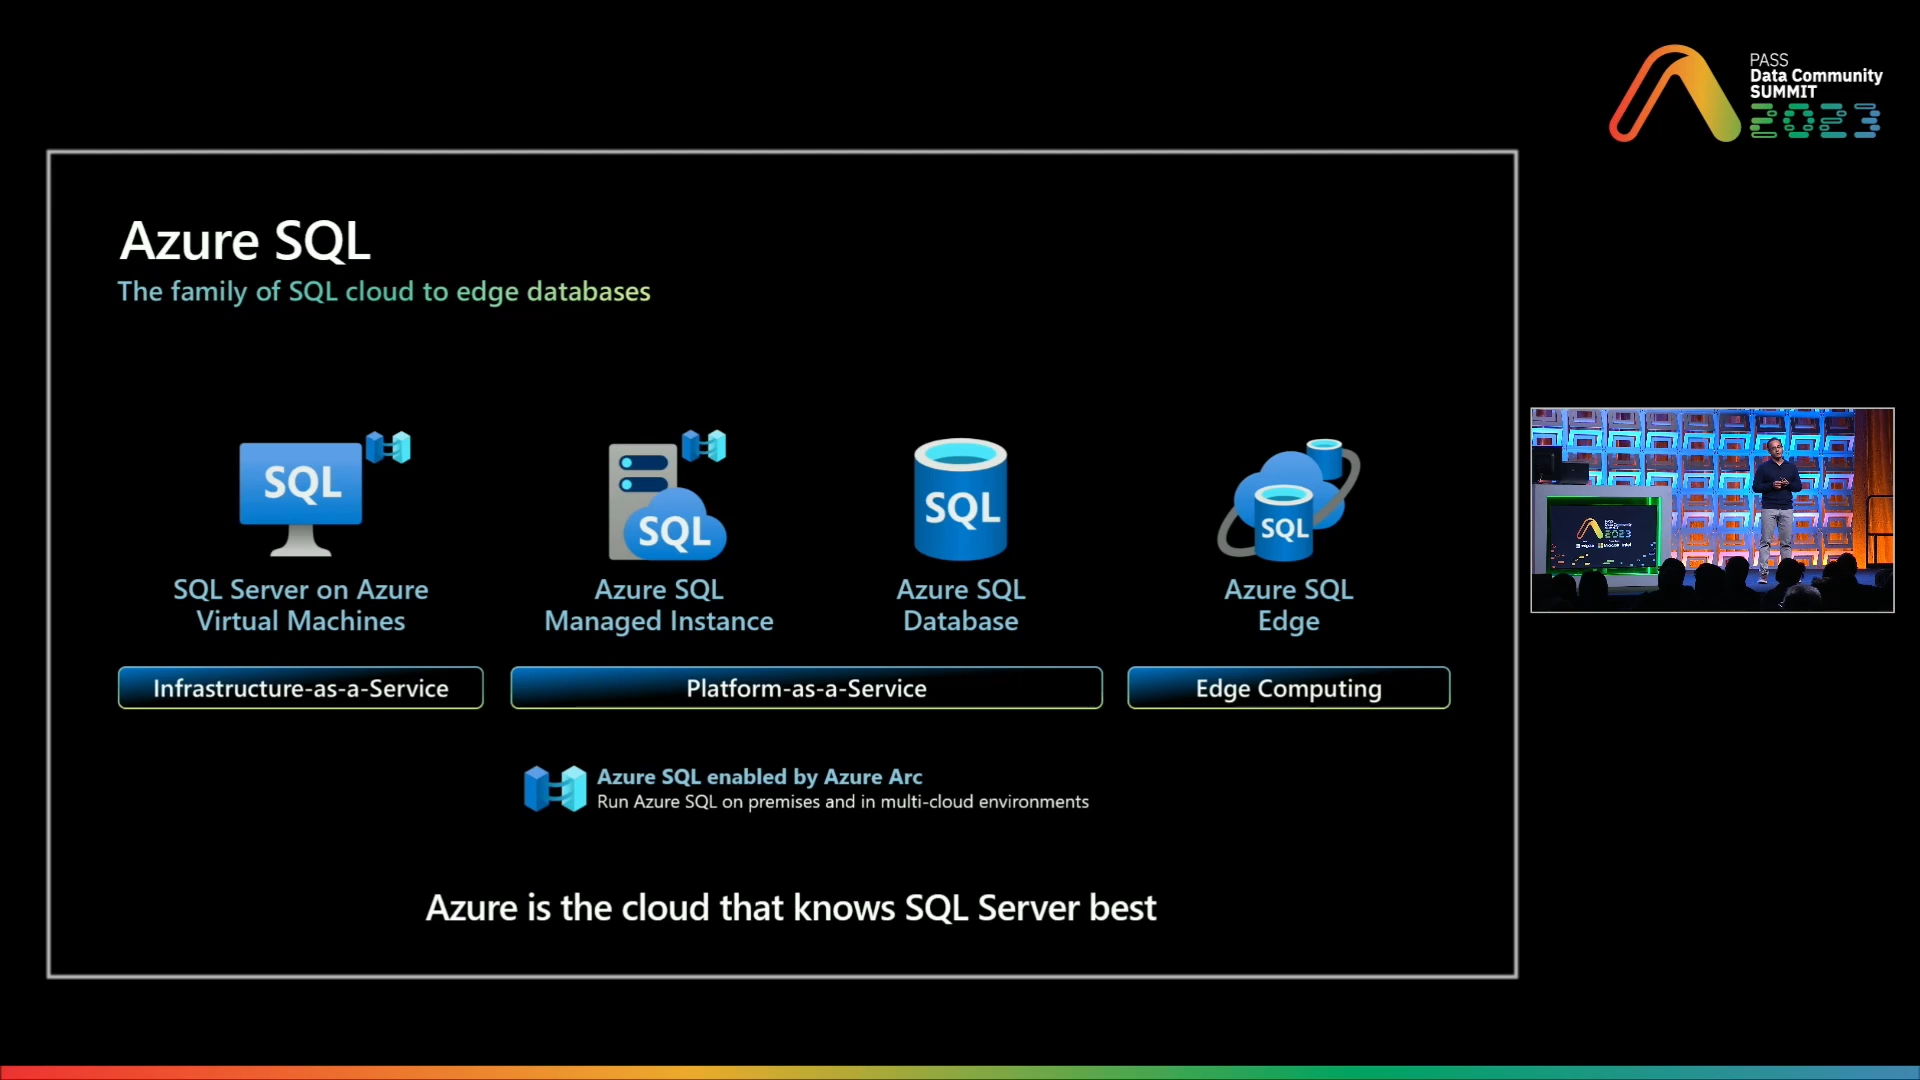 PASS
Data Community
SUMMIT
2023
Azure SQL
The family of SQL cloud to edge databases
SQL
SQL Server on Azure
Virtual Machines
SQL
Azure SQL
Managed Instance
SQL
Azure SQL
Database
SQL
Azure SQL
Edge
Infrastructure-as-a-Service
Platform-as-a-Service
Edge Computing
Azure SQL enabled by Azure Arc
Run Azure SQL on premises and in multi-cloud environments
Azure is the cloud that knows SQL Server best
2023